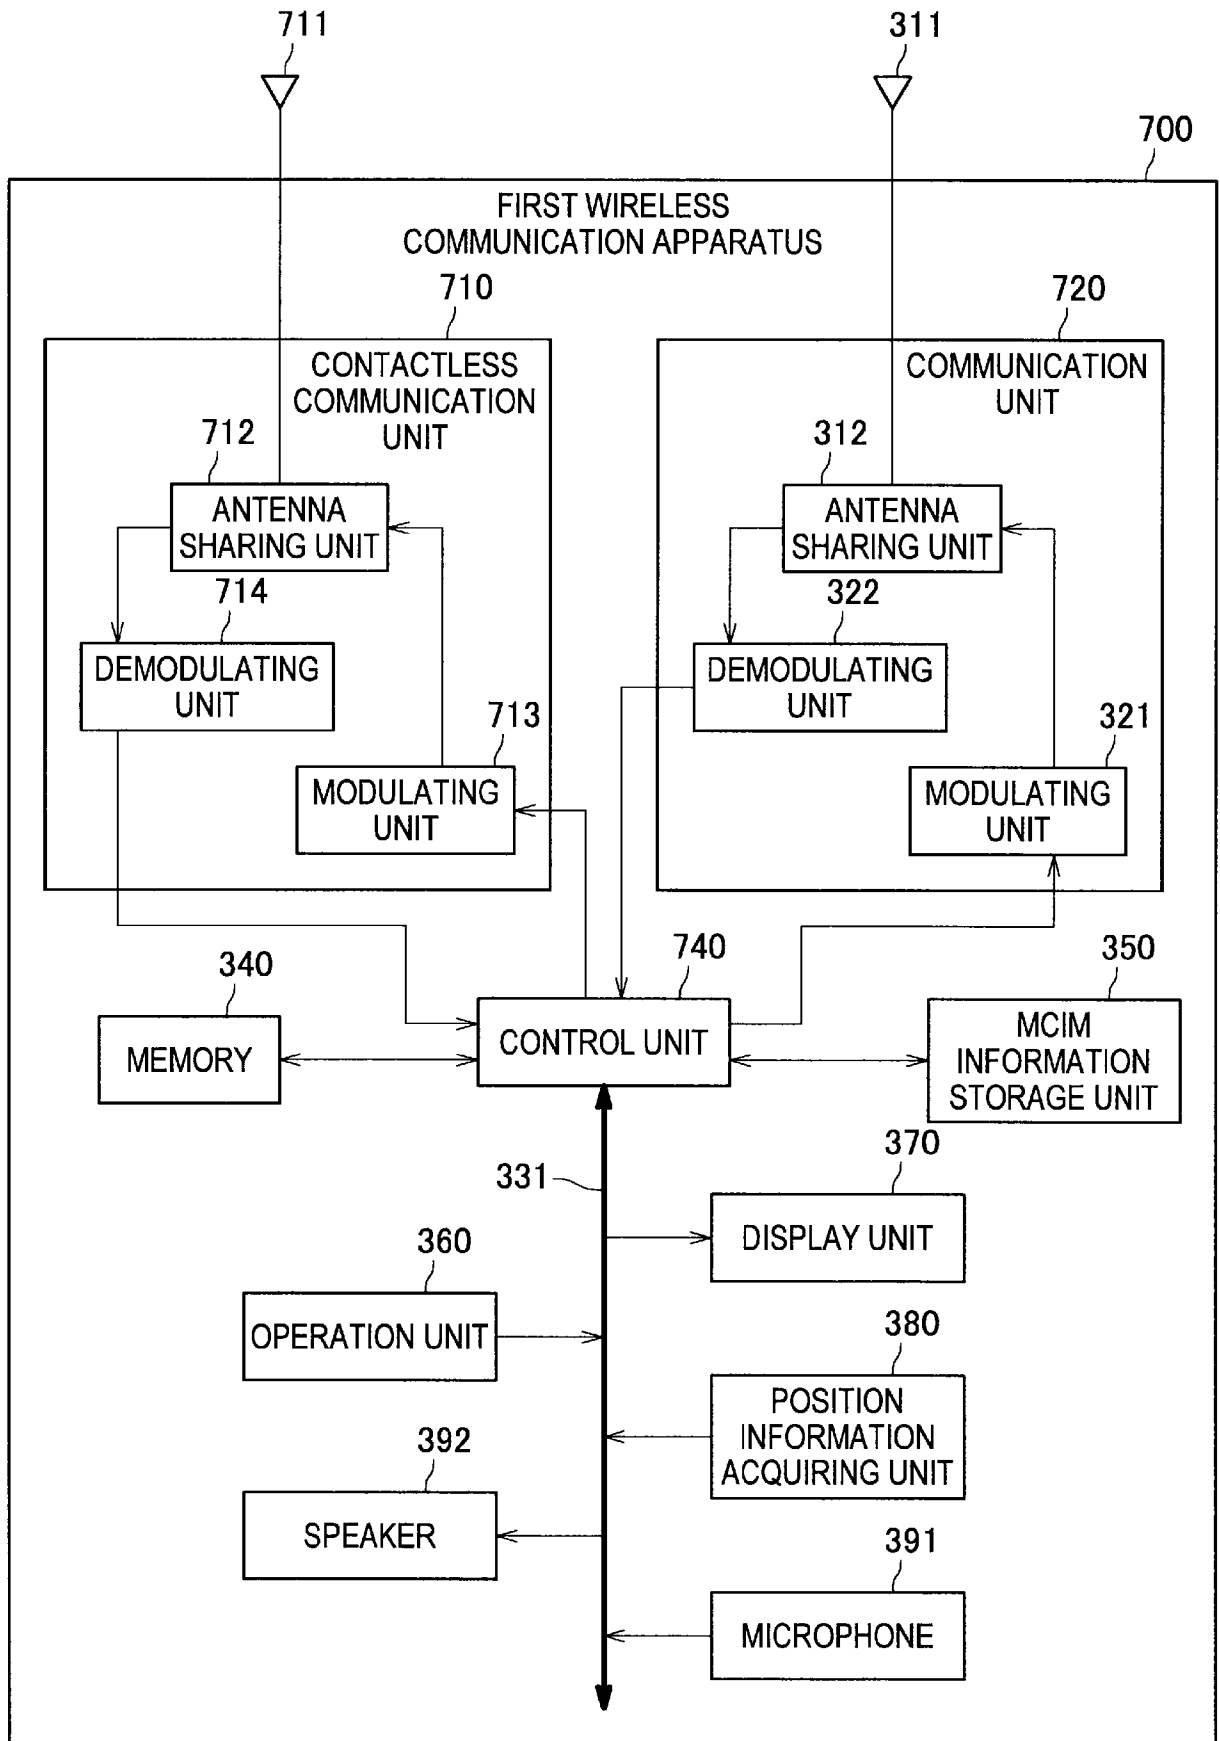 711
311
700
FIRST WIRELESS
COMMUNICATION APPARATUS
710
720
CONTACTLESS
COMMUNICATION
UNIT
COMMUNICATION
UNIT
712
312
ANTENNA
SHARING UNIT
ANTENNA
SHARING UNIT
714
322
DEMODULATING
UNIT
DEMODULATING
UNIT
713
321
MODULATING
UNIT
MODULATING
UNIT
340
740
350
MEMORY
CONTROL UNIT
MCIM
INFORMATION
STORAGE UNIT
331
370
DISPLAY UNIT
360
OPERATION UNIT
380
POSITION
INFORMATION
ACQUIRING UNIT
392
SPEAKER
391
MICROPHONE